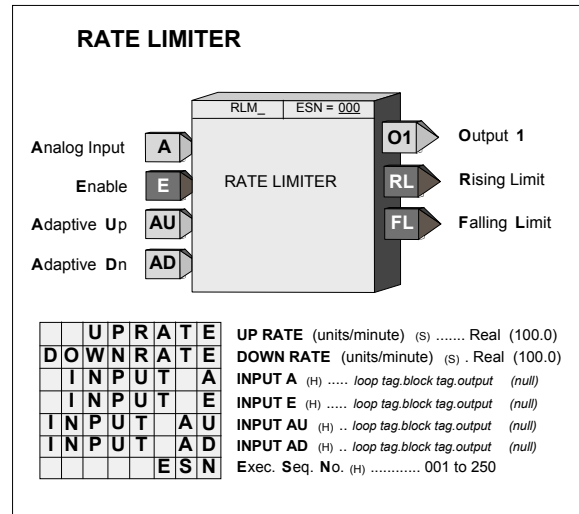 RATE LIMITER
RLM_ ESN = 000
Analog Input A
Enable E
Adaptive Up AU
Adaptive Dn AD
RATE LIMITER
O1 Output 1
RL Rising Limit
FL Falling Limit
UPRATE UP RATE (units/minute) (S) ....... Real (100.0)
DOWNRATE DOWN RATE (units/minute) (S) . Real (100.0)
INPUT A INPUT A (H) ..... loop tag.block tag.output (null)
INPUT E INPUT E (H) ..... loop tag.block tag.output (null)
INPUT AU INPUT AU (H) .. loop tag.block tag.output (null)
INPUT AD INPUT AD (H) .. loop tag.block tag.output (null)
ESN Exec. Seq. No. (H) ............ 001 to 250